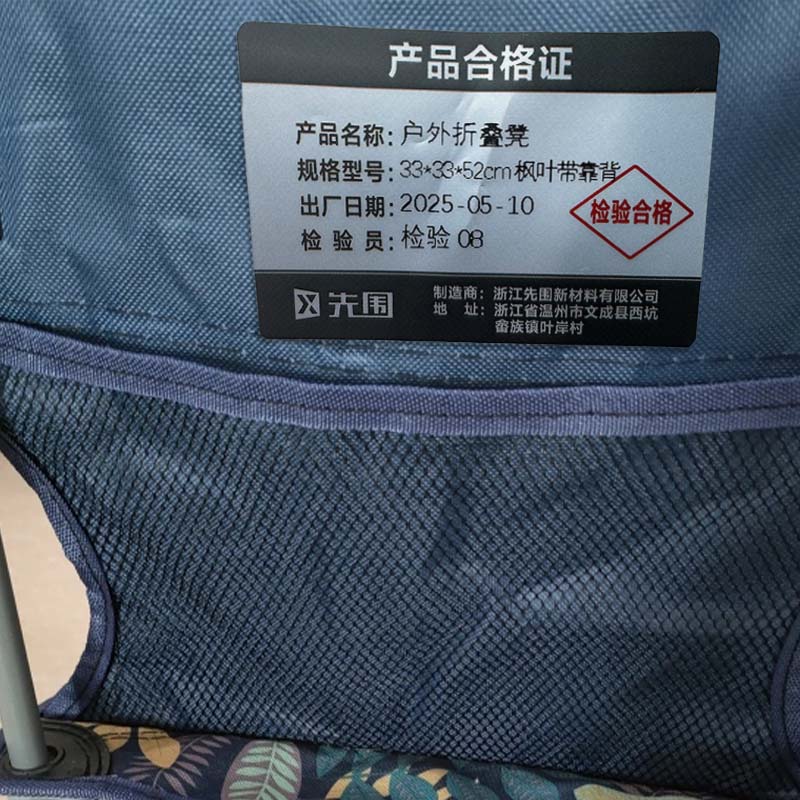 产品合格证
产品名称：户外折叠凳
规格型号：33*33*52cm 枫叶带靠背
出厂日期：2025-05-10
检验员：检验 08
检验合格
先围
制造商：浙江先围新材料有限公司
地 址：浙江省温州市文成县西坑
畲族镇叶岸村